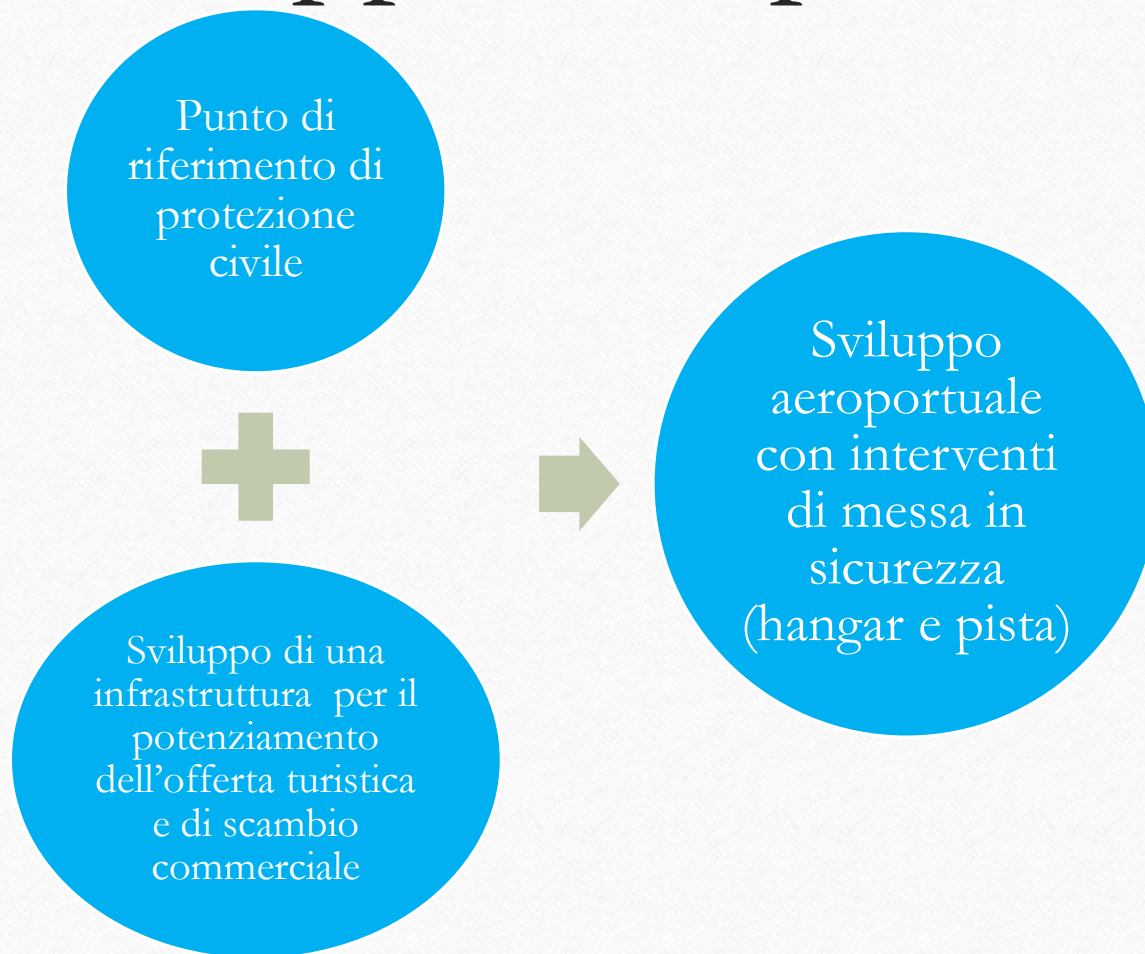 Punto di
riferimento di
protezione
civile
Sviluppo di una
infrastruttura  per il
potenziamento
dell’offerta turistica
e di scambio
commerciale
Sviluppo
aeroportuale
con interventi
di messa in
sicurezza
(hangar e pista)